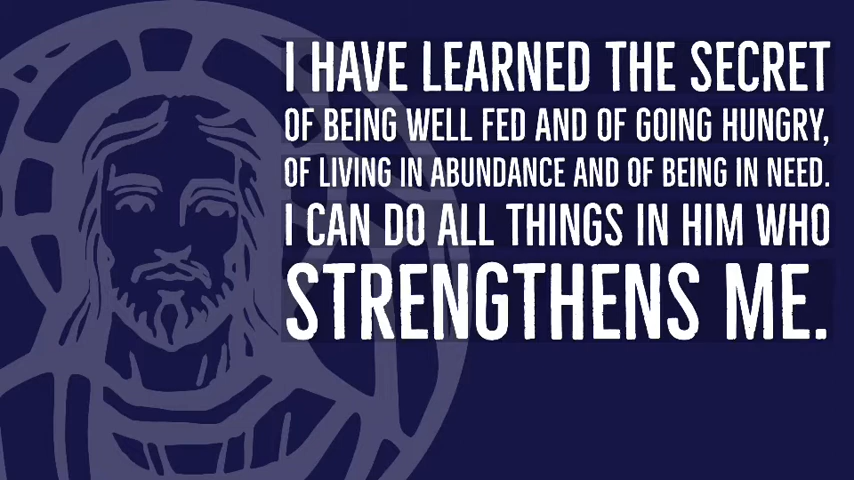 I HAVE LEARNED THE SECRET
OF BEING WELL FED AND OF GOING HUNGRY,
OF LIVING IN ABUNDANCE AND OF BEING IN NEED.
I CAN DO ALL THINGS IN HIM WHO
STRENGTHENS ME.